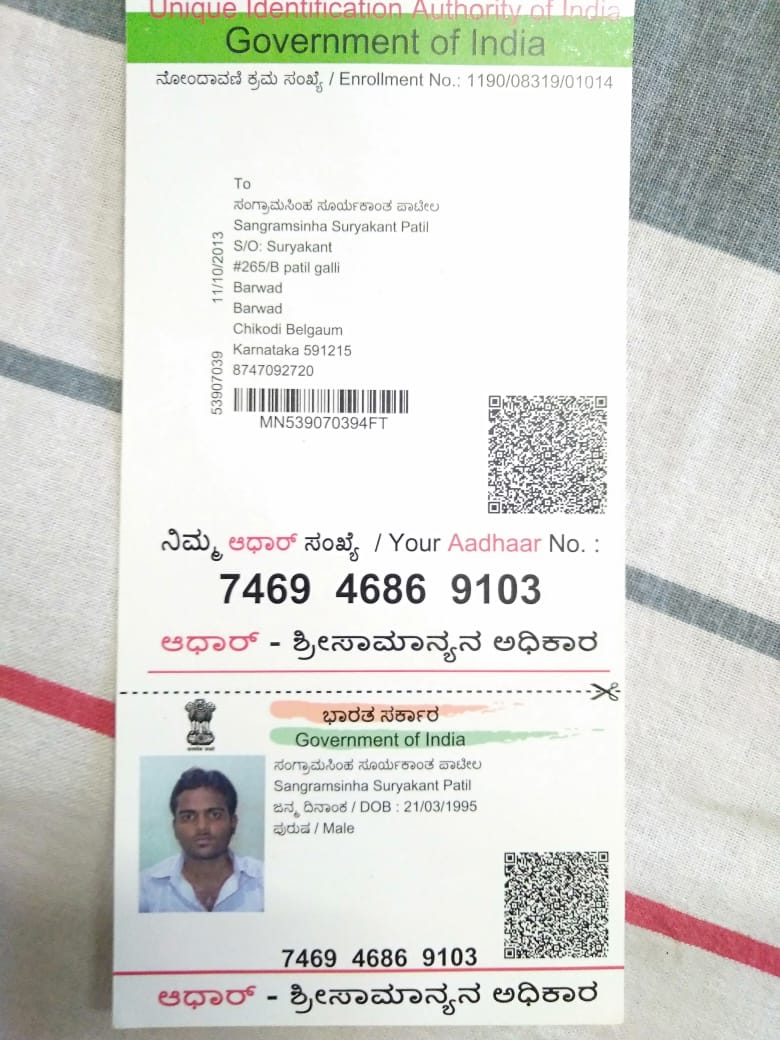 Unique Identification Authority of India
Government of India
ನೋಂದಾವಣಿ ಕ್ರಮ ಸಂಖ್ಯೆ / Enrollment No.: 1190/08319/01014
To
ಸಂಗ್ರಾಮಸಿಂಹ ಸೂರ್ಯಕಾಂತ ಪಾಟೀಲ
Sangramsinha Suryakant Patil
S/O: Suryakant
#265/B patil galli
Barwad
Barwad
Chikodi Belgaum
Karnataka 591215
8747092720
11/10/2013
53907039
MN539070394FT
ನಿಮ್ಮ ಆಧಾರ್ ಸಂಖ್ಯೆ / Your Aadhaar No. :
7469 4686 9103
ಆಧಾರ್ - ಶ್ರೀಸಾಮಾನ್ಯನ ಅಧಿಕಾರ
ಭಾರತ ಸರ್ಕಾರ
Government of India
ಸಂಗ್ರಾಮಸಿಂಹ ಸೂರ್ಯಕಾಂತ ಪಾಟೀಲ
Sangramsinha Suryakant Patil
ಜನ್ಮ ದಿನಾಂಕ / DOB : 21/03/1995
ಪುರುಷ / Male
7469 4686 9103
ಆಧಾರ್ - ಶ್ರೀಸಾಮಾನ್ಯನ ಅಧಿಕಾರ